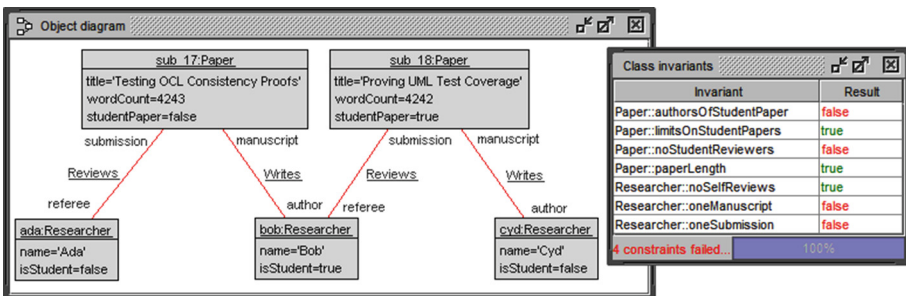 Object diagram
sub_17:Paper
title='Testing OCL Consistency Proofs'
wordCount=4243
studentPaper=false
sub_18:Paper
title='Proving UML Test Coverage'
wordCount=4242
studentPaper=true
submission
manuscript
submission
manuscript
Reviews
Writes
Reviews
Writes
referee
author
referee
author
ada:Researcher
name='Ada'
isStudent=false
bob:Researcher
name='Bob'
isStudent=true
cyd:Researcher
name='Cyd'
isStudent=false
Class invariants
Invariant Result
Paper::authorsOfStudentPaper false
Paper::limitsOnStudentPapers true
Paper::noStudentReviewers false
Paper::paperLength true
Researcher::noSelfReviews true
Researcher::oneManuscript false
Researcher::oneSubmission false
4 constraints failed... 100%